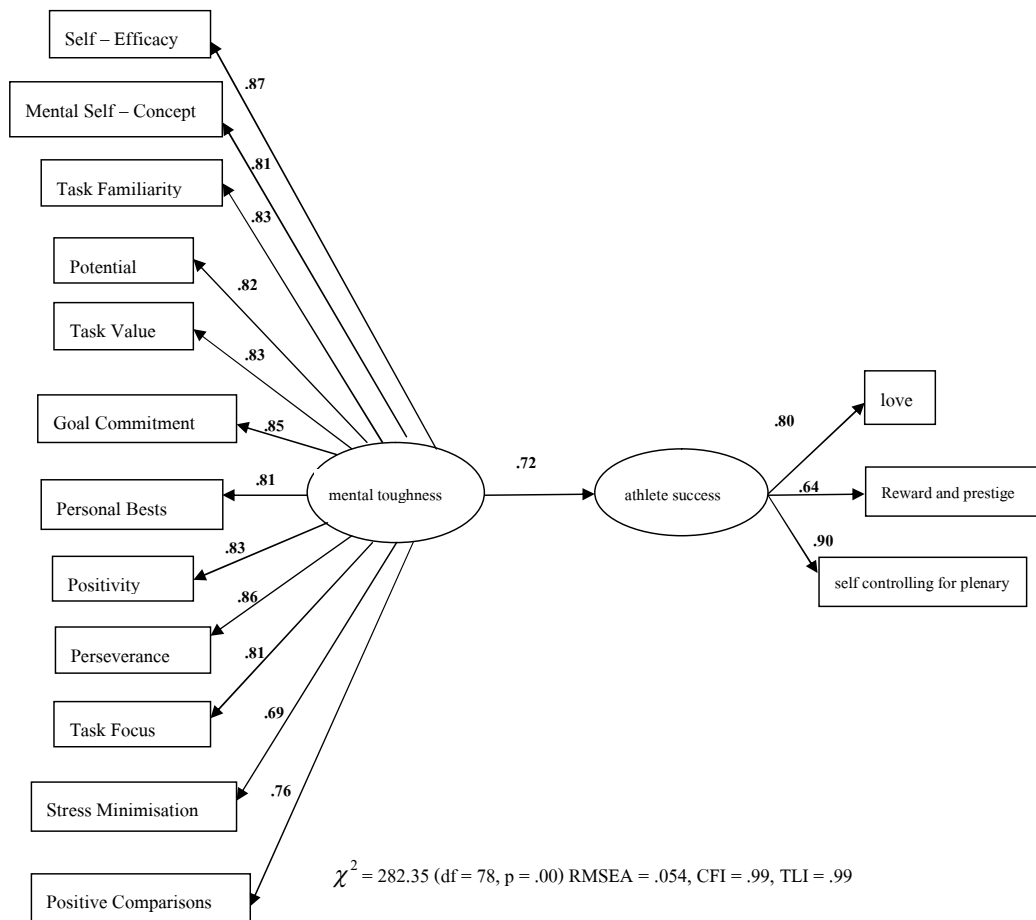 Self – Efficacy
.87
Mental Self – Concept
.81
Task Familiarity
.83
Potential
.82
Task Value
.83
Goal Commitment
.85
Personal Bests
.81
Positivity
.83
Perseverance
.86
Task Focus
.81
Stress Minimisation
.69
Positive Comparisons
.76
mental toughness
.72
athlete success
.80
love
.64
Reward and prestige
.90
self controlling for plenary
χ² = 282.35 (df = 78, p = .00) RMSEA = .054, CFI = .99, TLI = .99